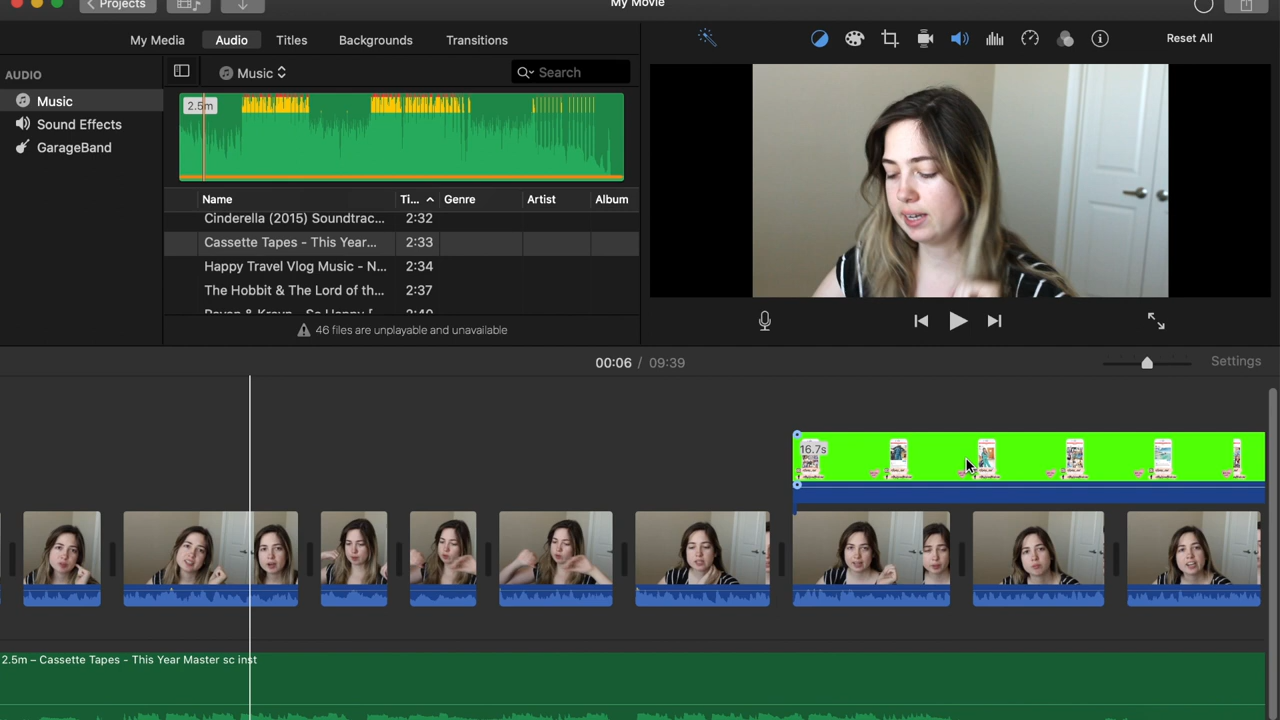 My Movie
Projects
My Media Audio Titles Backgrounds Transitions
Reset All
AUDIO
Music
Sound Effects
GarageBand
Music
Search
2.5m
Name Ti... Genre Artist Album
Cinderella (2015) Soundtrac... 2:32
Cassette Tapes - This Year... 2:33
Happy Travel Vlog Music - N... 2:34
The Hobbit & The Lord of th... 2:37
46 files are unplayable and unavailable
00:06 / 09:39
Settings
16.7s
2.5m – Cassette Tapes - This Year Master sc inst